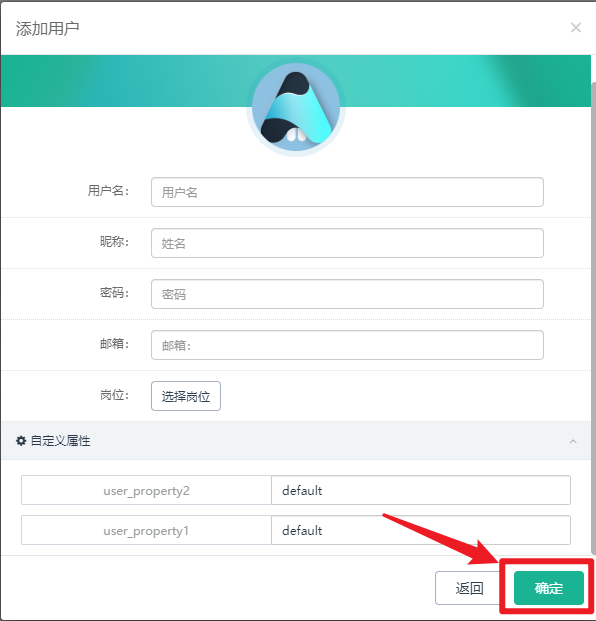 添加用户 ×
用户名: 用户名
昵称: 姓名
密码: 密码
邮箱: 邮箱:
岗位: 选择岗位
自定义属性
user_property2 default
user_property1 default
返回 确定